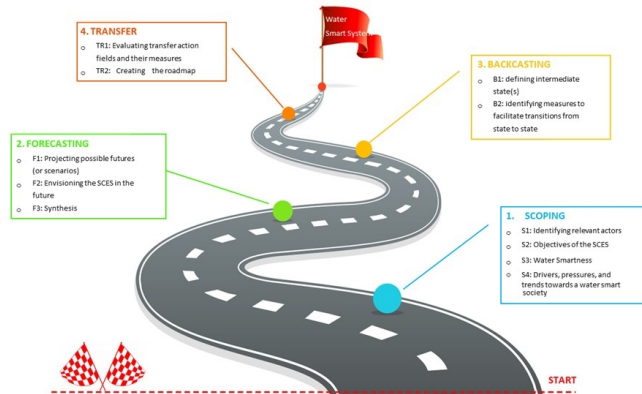 Water
Smart System
4. TRANSFER
TR1: Evaluating transfer action
fields and their measures
TR2: Creating the roadmap
3. BACKCASTING
B1: defining intermediate
state(s)
B2: identifying measures to
facilitate transitions from
state to state
2. FORECASTING
F1: Projecting possible futures
(or scenarios)
F2: Envisioning the SCES in the
future
F3: Synthesis
1. SCOPING
S1: Identifying relevant actors
S2: Objectives of the SCES
S3: Water Smartness
S4: Drivers, pressures, and
trends towards a water smart
society
START